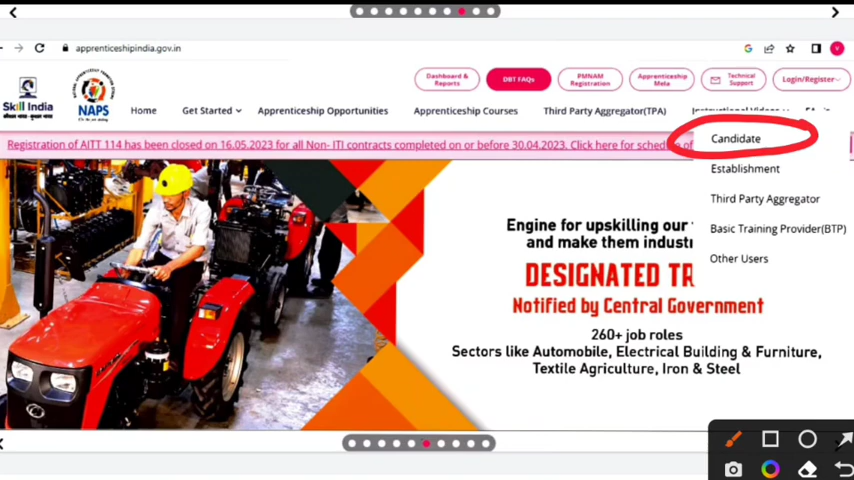 apprenticeshipindia.gov.in
V
Dashboard & Reports
DBT FAQs
PMNAM Registration
Apprenticeship Mela
Technical Support
Login/Register
Skill India
NAPS
Home
Get Started
Apprenticeship Opportunities
Apprenticeship Courses
Third Party Aggregator(TPA)
Instructional Videos
Registration of AITT 114 has been closed on 16.05.2023 for all Non- ITI contracts completed on or before 30.04.2023. Click here for schedule of
Candidate
Establishment
Third Party Aggregator
Basic Training Provider(BTP)
Other Users
Engine for upskilling our
and make them industr
DESIGNATED TR
Notified by Central Government
260+ job roles
Sectors like Automobile, Electrical Building & Furniture,
Textile Agriculture, Iron & Steel